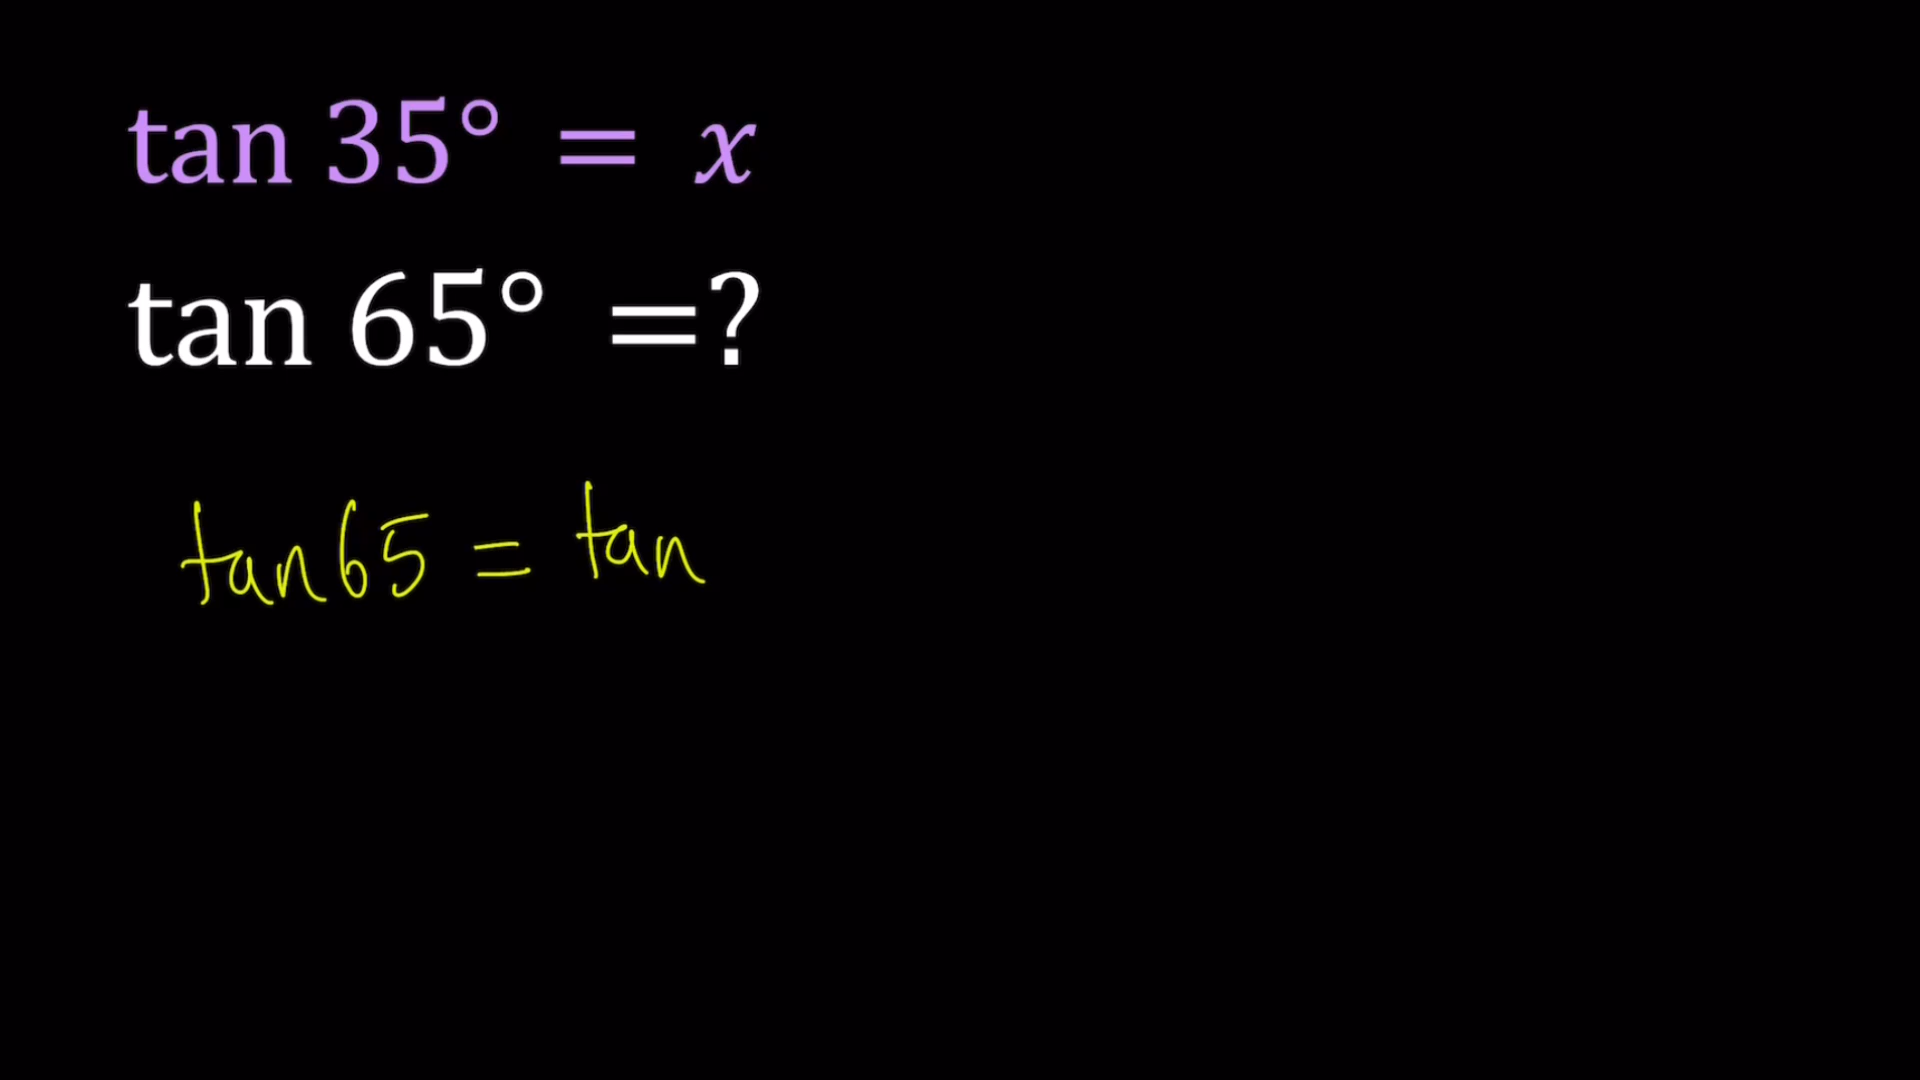 tan 35° = x
tan 65° =?
tan65 = tan